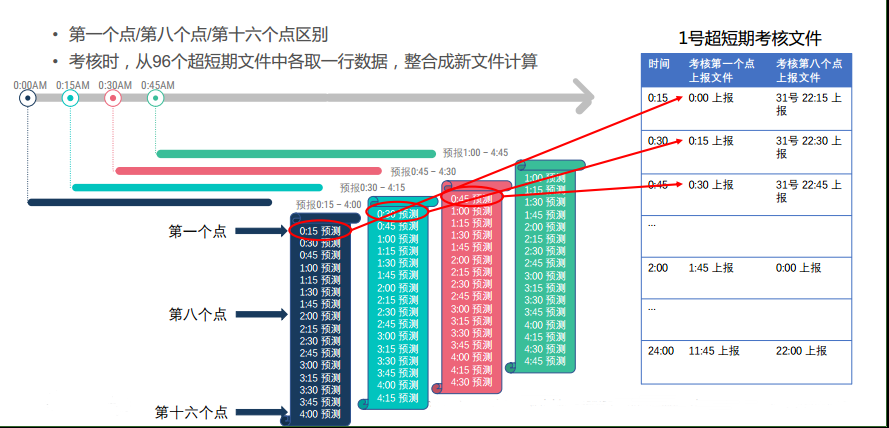 • 第一个点/第八个点/第十六个点区别
• 考核时，从96个超短期文件中各取一行数据，整合成新文件计算
0:00AM 0:15AM 0:30AM 0:45AM
预报1:00 – 4:45
预报0:45 – 4:30
预报0:30 – 4:15
预报0:15 – 4:00
第一个点
第八个点
第十六个点
0:15 预测
0:30 预测
0:45 预测
1:00 预测
1:15 预测
1:30 预测
1:45 预测
2:00 预测
2:15 预测
2:30 预测
2:45 预测
3:00 预测
3:15 预测
3:30 预测
3:45 预测
4:00 预测
0:30 预测
0:45 预测
1:00 预测
1:15 预测
1:30 预测
1:45 预测
2:00 预测
2:15 预测
2:30 预测
2:45 预测
3:00 预测
3:15 预测
3:30 预测
3:45 预测
4:00 预测
4:15 预测
0:45 预测
1:00 预测
1:15 预测
1:30 预测
1:45 预测
2:00 预测
2:15 预测
2:30 预测
2:45 预测
3:00 预测
3:15 预测
3:30 预测
3:45 预测
4:00 预测
4:15 预测
4:30 预测
1:00 预测
1:15 预测
1:30 预测
1:45 预测
2:00 预测
2:15 预测
2:30 预测
2:45 预测
3:00 预测
3:15 预测
3:30 预测
3:45 预测
4:00 预测
4:15 预测
4:30 预测
4:45 预测
1号超短期考核文件
时间 考核第一个点 考核第八个点
上报文件 上报文件
0:15 0:00 上报 31号 22:15 上
报
0:30 0:15 上报 31号 22:30 上
报
0:45 0:30 上报 31号 22:45 上
报
...
2:00 1:45 上报 0:00 上报
...
24:00 11:45 上报 22:00 上报